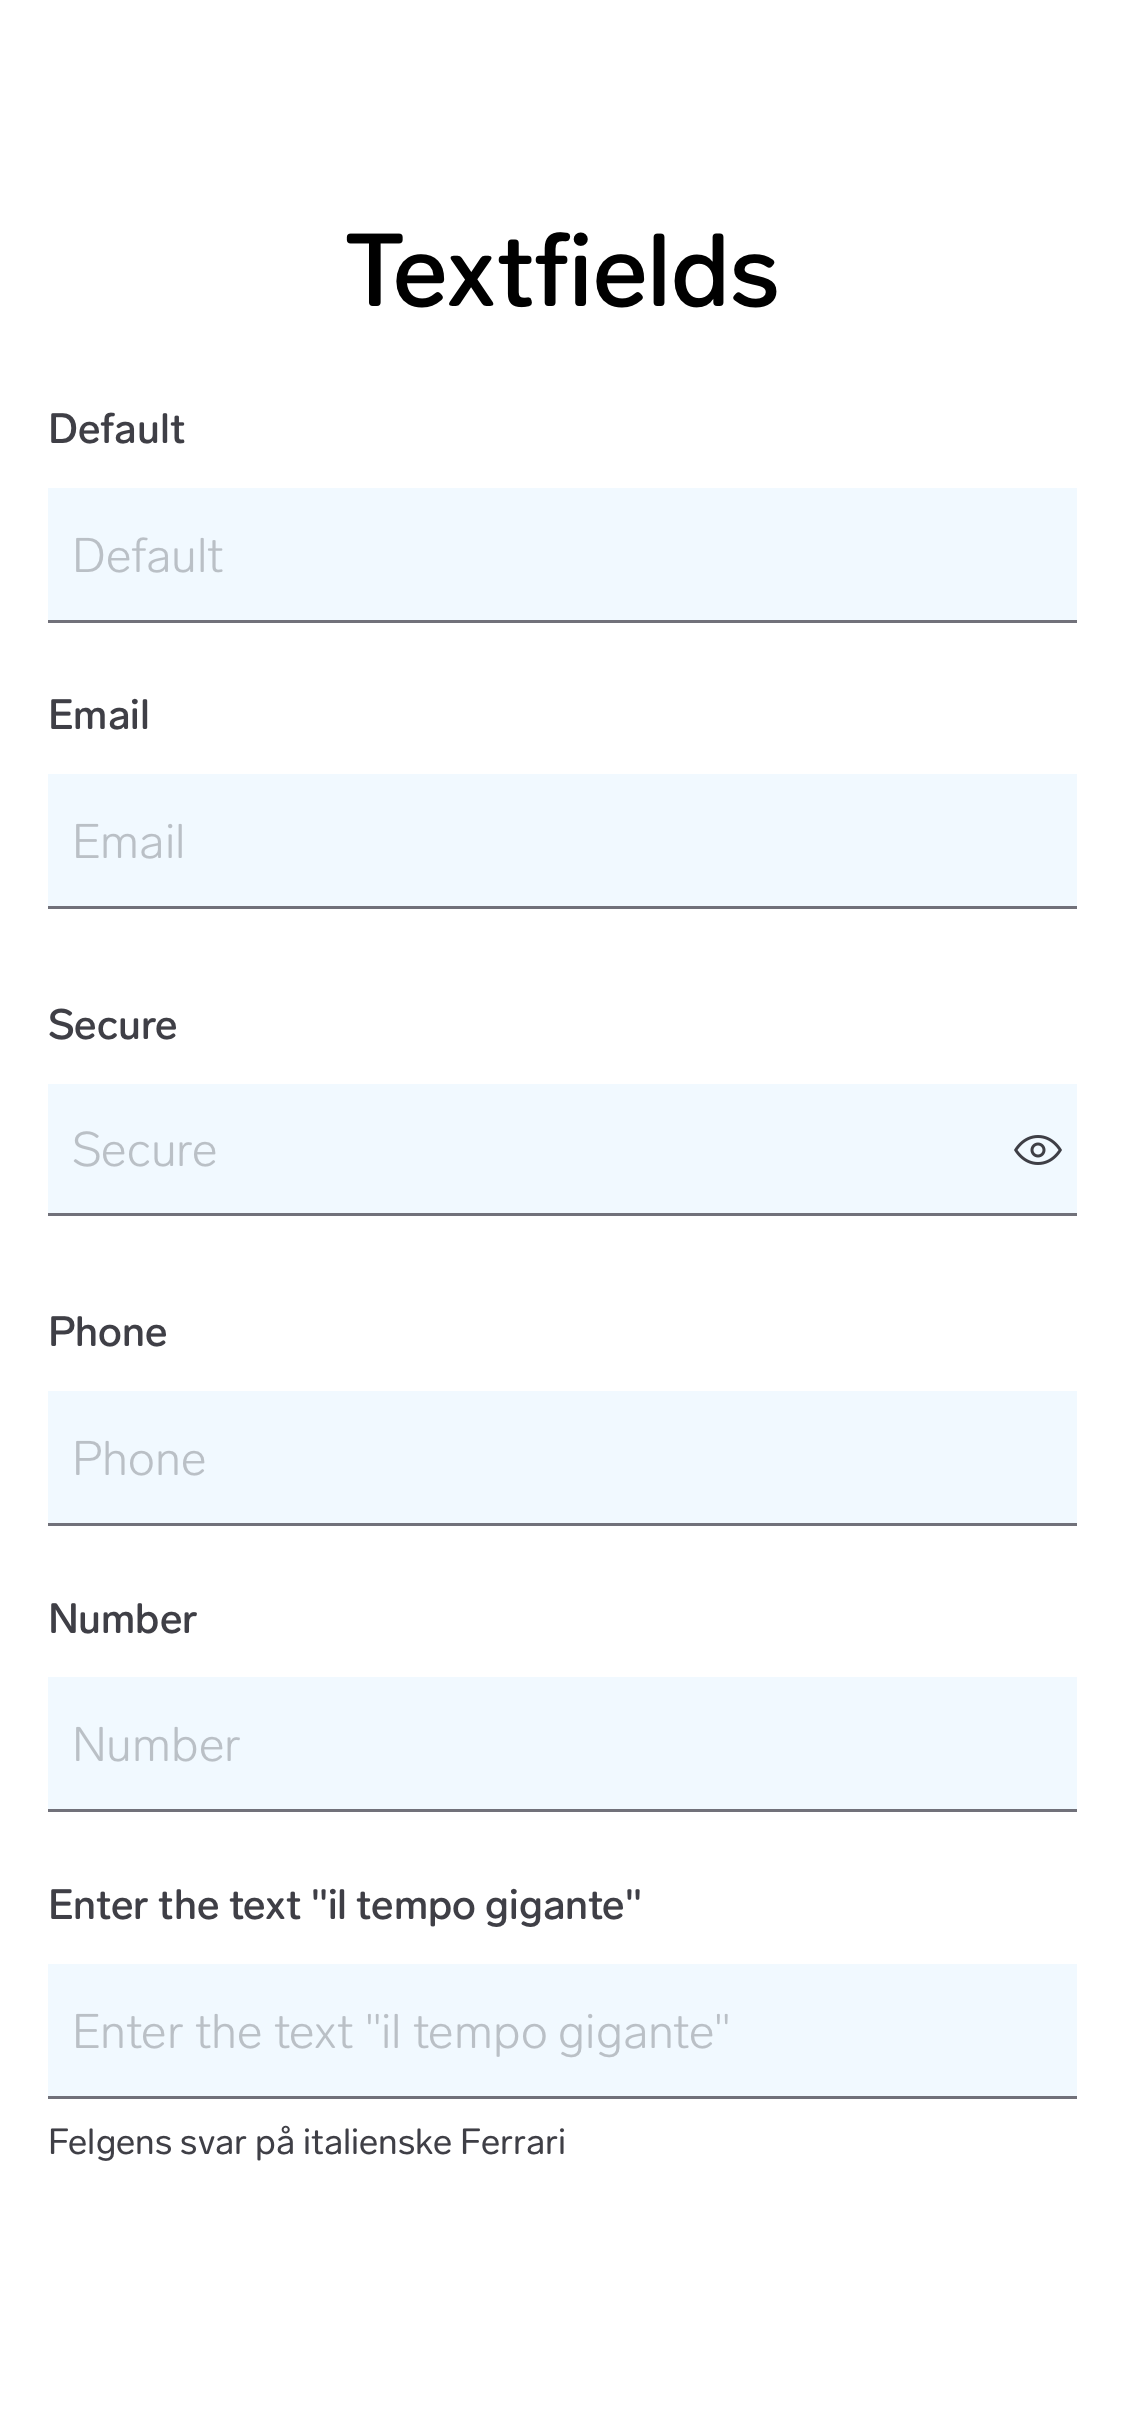 Textfields
Default
Default
Email
Email
Secure
Secure
Phone
Phone
Number
Number
Enter the text "il tempo gigante"
Enter the text "il tempo gigante"
Felgens svar på italienske Ferrari